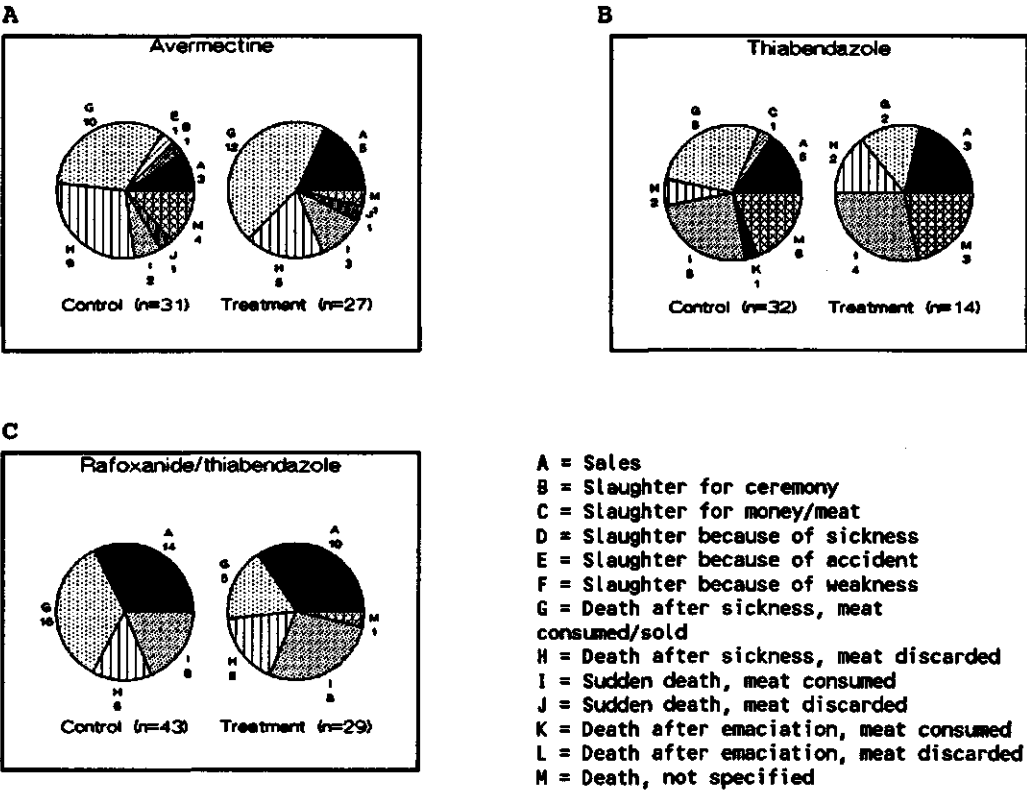 A
Avermectine
G
10
E
1
B
1
A
3
M
4
J
1
I
2
H
9
Control (n=31)
G
12
A
5
M
1
J
1
I
3
H
5
Treatment (n=27)
B
Thiabendazole
G
9
C
1
A
5
M
6
K
1
I
8
H
2
Control (n=32)
G
2
A
3
M
3
I
4
H
2
Treatment (n=14)
C
Rafoxanide/thiabendazole
A
14
G
15
H
6
I
8
Control (n=43)
A
10
G
5
H
5
I
8
M
1
Treatment (n=29)
A = Sales
B = Slaughter for ceremony
C = Slaughter for money/meat
D = Slaughter because of sickness
E = Slaughter because of accident
F = Slaughter because of weakness
G = Death after sickness, meat
consumed/sold
H = Death after sickness, meat discarded
I = Sudden death, meat consumed
J = Sudden death, meat discarded
K = Death after emaciation, meat consumed
L = Death after emaciation, meat discarded
M = Death, not specified